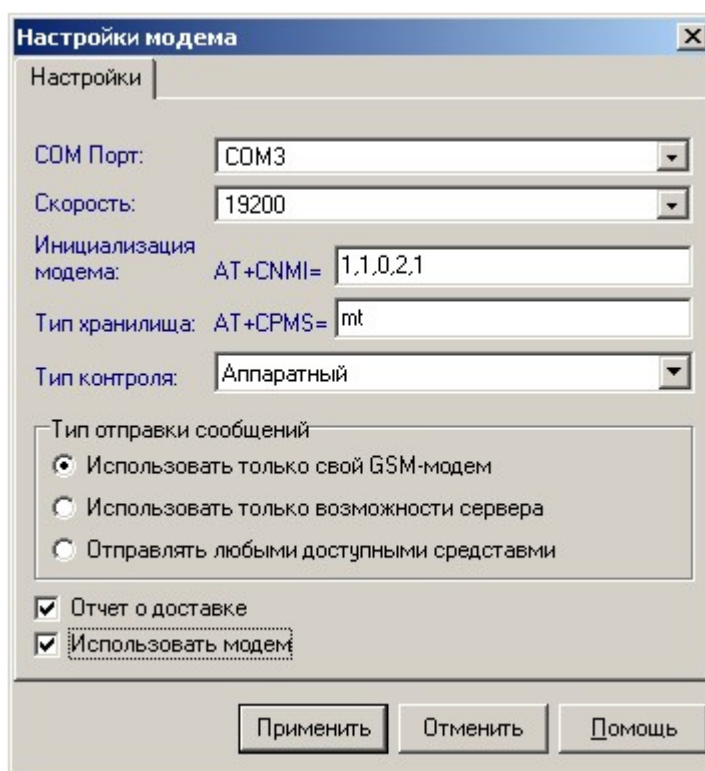 Настройки модема
Настройки
COM Порт: COM3
Скорость: 19200
Инициализация
модема: AT+CNMI= 1,1,0,2,1
Тип хранилища: AT+CPMS= mt
Тип контроля: Аппаратный
Тип отправки сообщений
Использовать только свой GSM-модем
Использовать только возможности сервера
Отправлять любыми доступными средставми
Отчет о доставке
Использовать модем
Применить Отменить Помощь